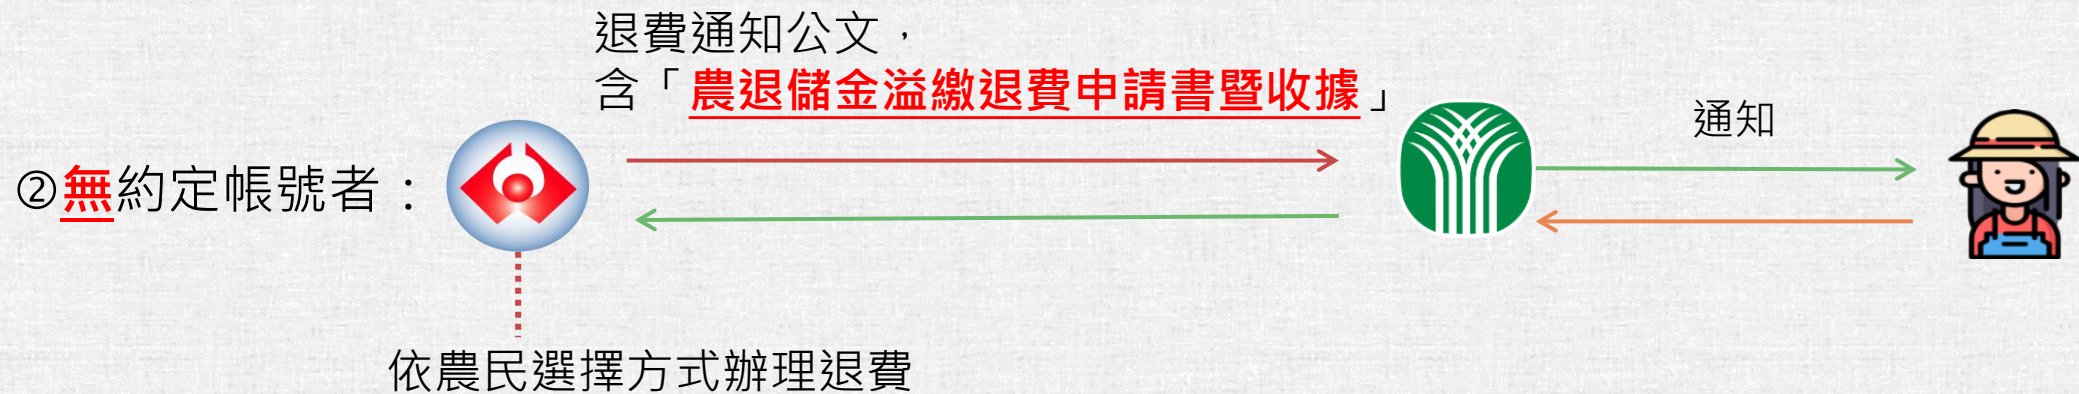 退費通知公文，
含「農退儲金溢繳退費申請書暨收據」
通知
②無約定帳號者：
依農民選擇方式辦理退費